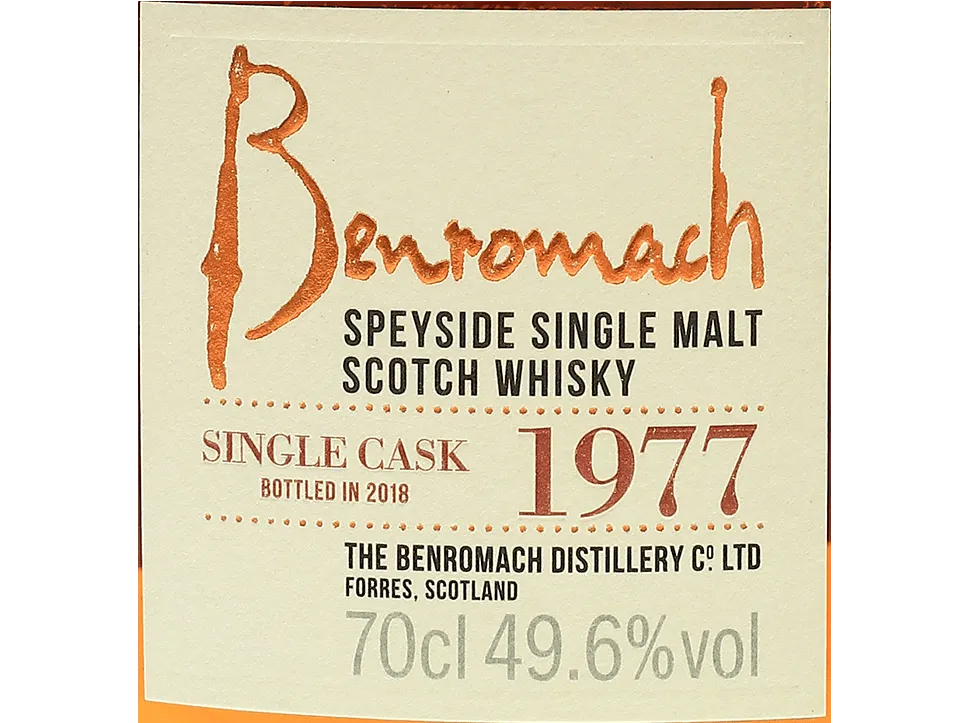 Benromach
SPEYSIDE SINGLE MALT
SCOTCH WHISKY
SINGLE CASK
BOTTLED IN 2018
1977
THE BENROMACH DISTILLERY Cº LTD
FORRES, SCOTLAND
70cl 49.6%vol